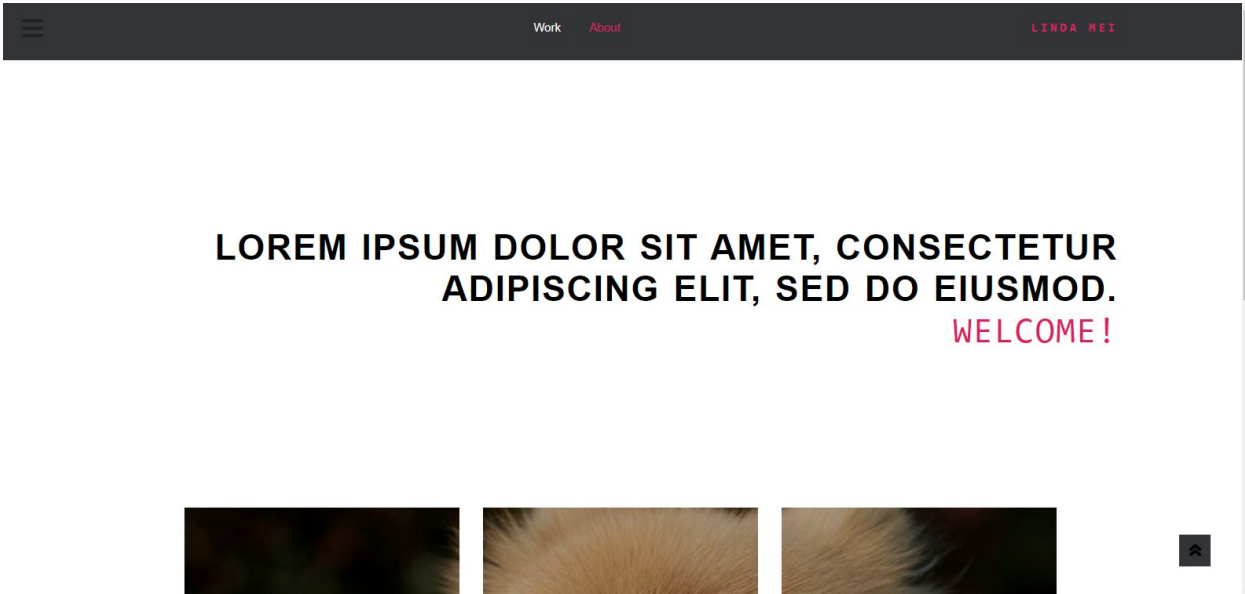 Work About LINDA MEI
LOREM IPSUM DOLOR SIT AMET, CONSECTETUR
ADIPISCING ELIT, SED DO EIUSMOD.
WELCOME!